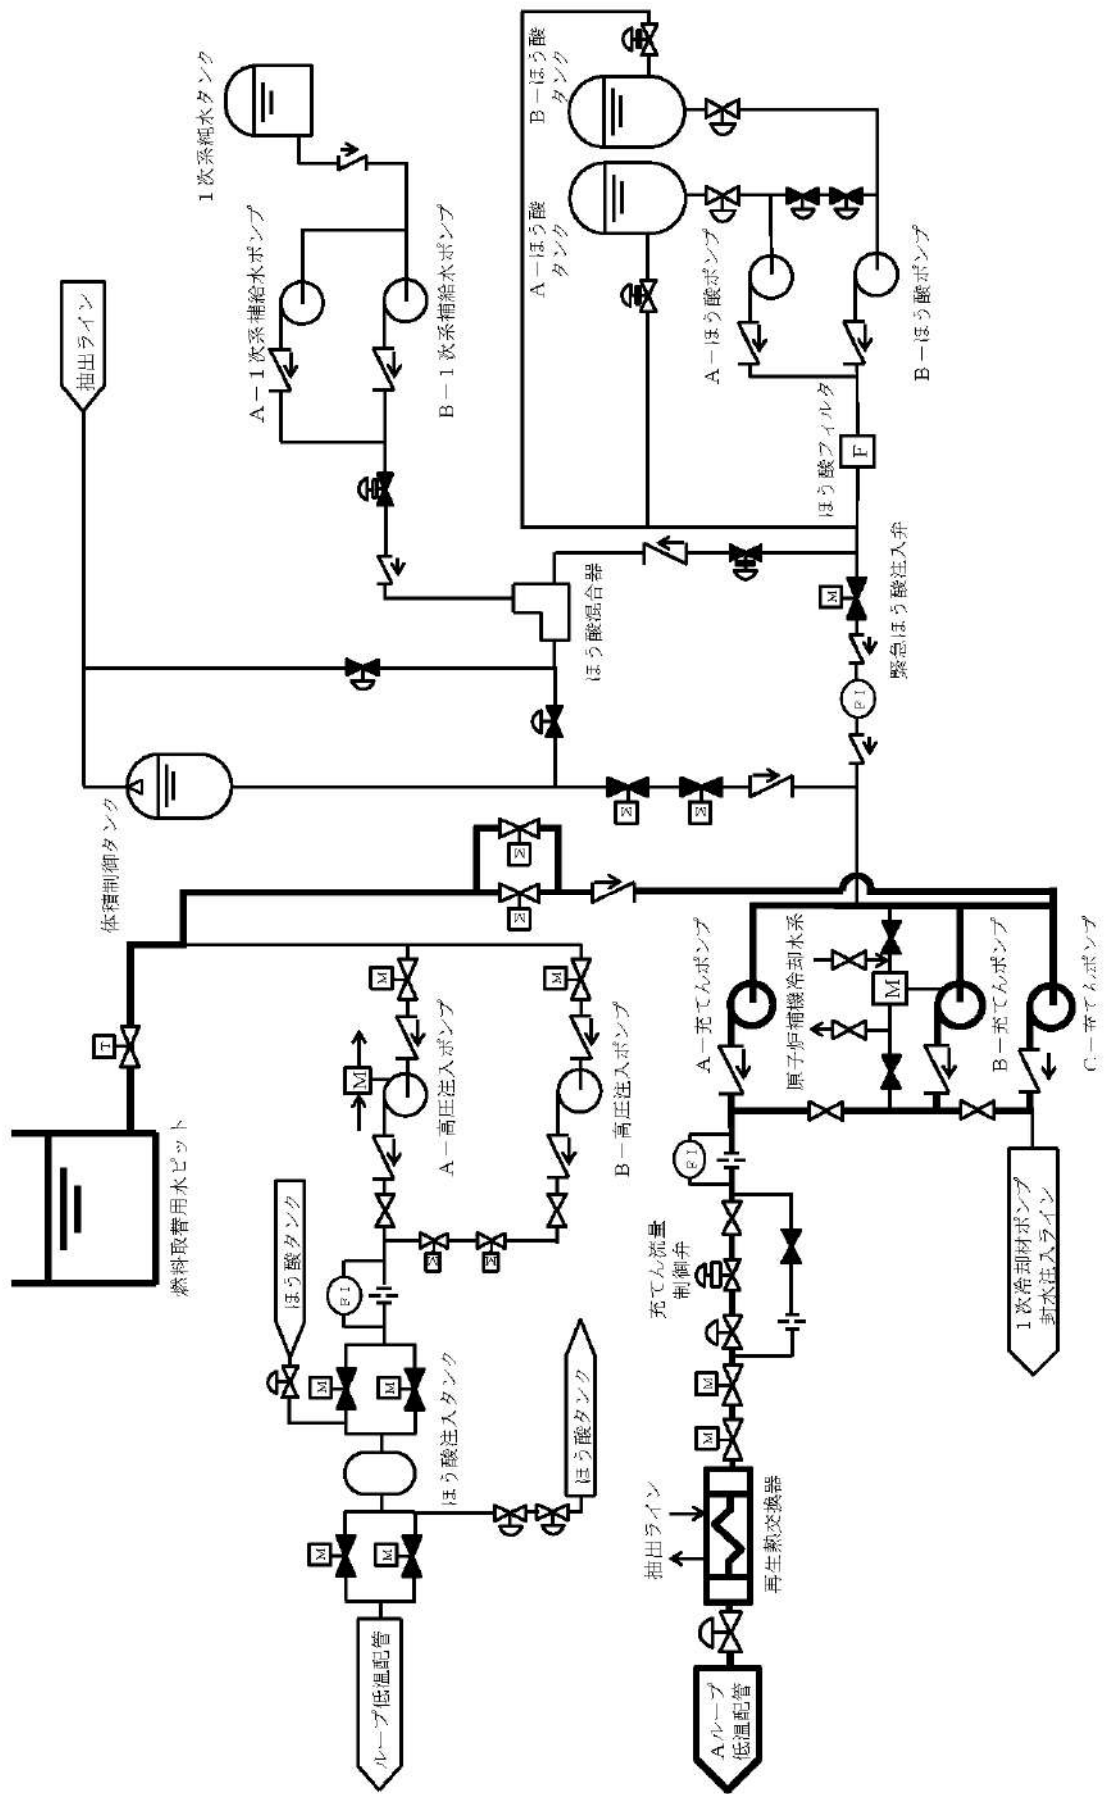 燃料取替用水ピット
T
体積制御タンク
抽出ライン
1次系純水タンク
A－1次系補給水ポンプ
B－1次系補給水ポンプ
ほう酸タンク
M
A－高圧注入ポンプ
M
M
B－高圧注入ポンプ
M
M
M
M
FI
M
M
ほう酸注入タンク
M
M
ループ低温配管
ほう酸タンク
M
M
ほう酸混合器
B－ほう酸
タンク
A－ほう酸
タンク
A－ほう酸ポンプ
B－ほう酸ポンプ
ほう酸フィルタ
F
M
緊急ほう酸注入弁
FI
A－充てんポンプ
原子炉補機冷却水系
M
B－充てんポンプ
C－充てんポンプ
FI
充てん流量
制御弁
M
M
抽出ライン
再生熱交換器
Aループ
低温配管
1次冷却材ポンプ
封水注入ライン